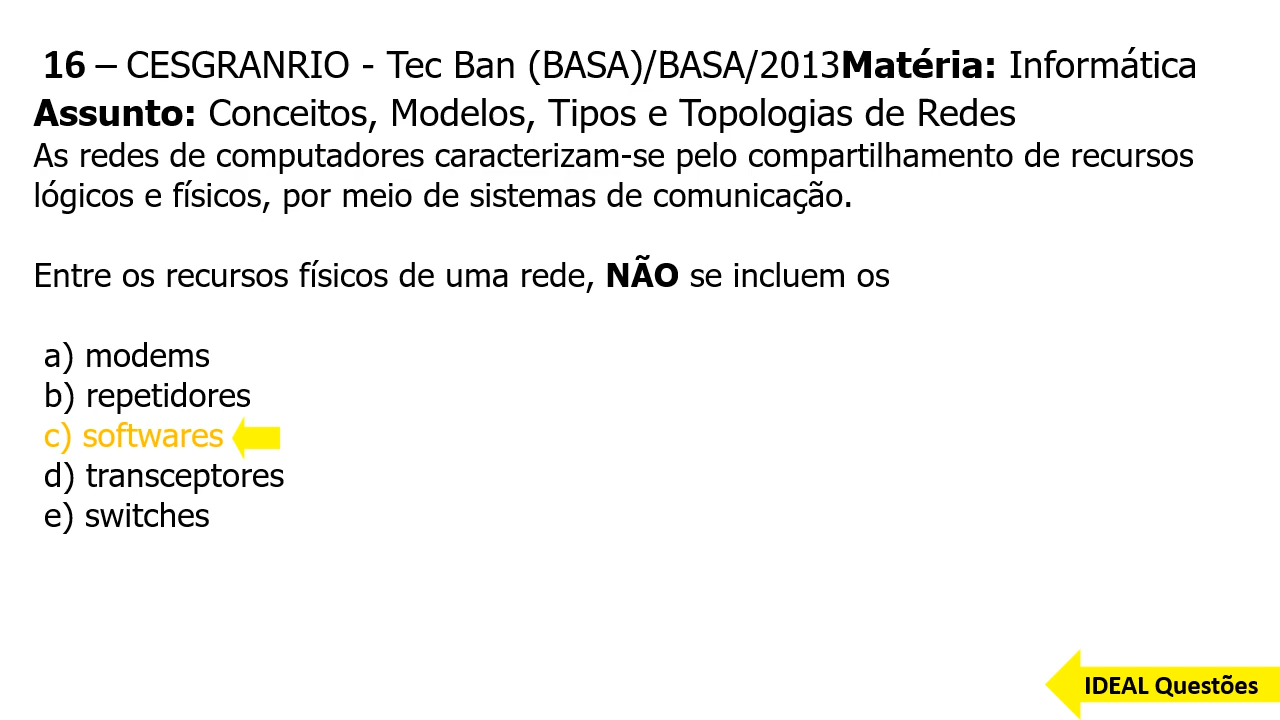 16 – CESGRANRIO - Tec Ban (BASA)/BASA/2013Matéria: Informática
Assunto: Conceitos, Modelos, Tipos e Topologias de Redes
As redes de computadores caracterizam-se pelo compartilhamento de recursos
lógicos e físicos, por meio de sistemas de comunicação.
Entre os recursos físicos de uma rede, NÃO se incluem os
a) modems
b) repetidores
c) softwares
d) transceptores
e) switches
IDEAL Questões